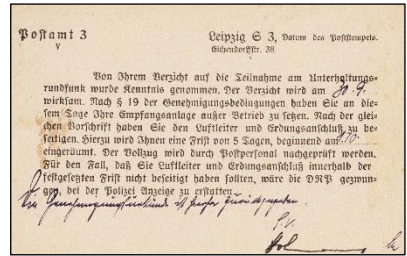 Postamt 3
V
Leipzig S 3, Datum des Poststempels.
Eichendorffstr. 38
Von Ihrem Verzicht auf die Teilnahme am Unterhaltungs-
rundfunk wurde Kenntnis genommen. Der Verzicht wird am 30.9.
wirksam. Nach § 19 der Genehmigungsbedingungen haben Sie an die-
sem Tage Ihre Empfangsanlage außer Betrieb zu setzen. Nach der glei-
chen Vorschrift haben Sie den Luftleiter und Erdungsanschluß zu be-
seitigen. Hierzu wird Ihnen eine Frist von 5 Tagen, beginnend am
eingeräumt. Der Vollzug wird durch Postpersonal nachgeprüft werden.
Für den Fall, daß Sie Luftleiter und Erdungsanschluß innerhalb der
festgesetzten Frist nicht beseitigt haben sollten, wäre die DRP gezwun-
gen, bei der Polizei Anzeige zu erstatten.
Die Genehmigungsurkunde ist hierher zurückzugeben.